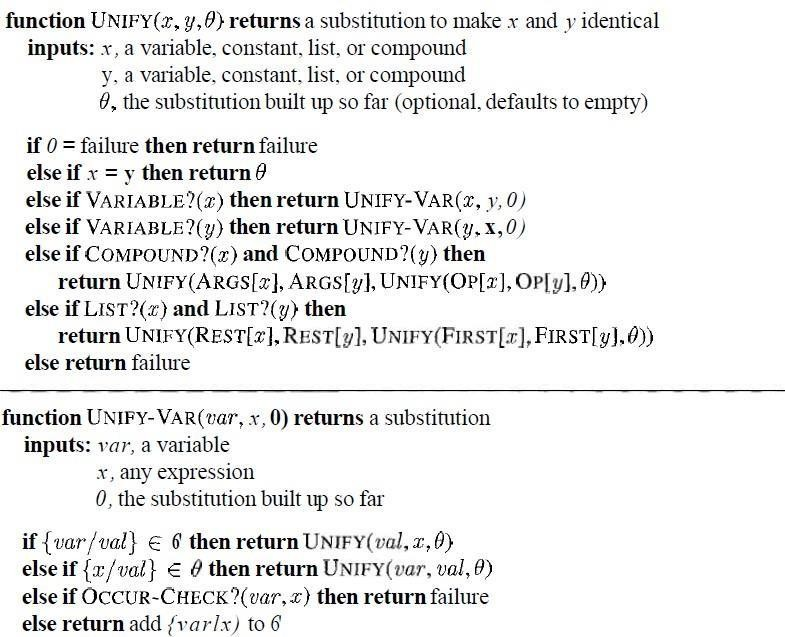 function UNIFY(x, y, θ) returns a substitution to make x and y identical
inputs: x, a variable, constant, list, or compound
y, a variable, constant, list, or compound
θ, the substitution built up so far (optional, defaults to empty)
if 0 = failure then return failure
else if x = y then return θ
else if VARIABLE?(x) then return UNIFY-VAR(x, y, 0)
else if VARIABLE?(y) then return UNIFY-VAR(y, x, 0)
else if COMPOUND?(x) and COMPOUND?(y) then
return UNIFY(ARGS[x], ARGS[y], UNIFY(OP[x], OP[y], θ))
else if LIST?(x) and LIST?(y) then
return UNIFY(REST[x], REST[y], UNIFY(FIRST[x], FIRST[y], θ))
else return failure
function UNIFY-VAR(var, x, 0) returns a substitution
inputs: var, a variable
x, any expression
0, the substitution built up so far
if {var/val} ∈ 6 then return UNIFY(val, x, θ)
else if {x/val} ∈ θ then return UNIFY(var, val, θ)
else if OCCUR-CHECK?(var, x) then return failure
else return add {var/x) to 6